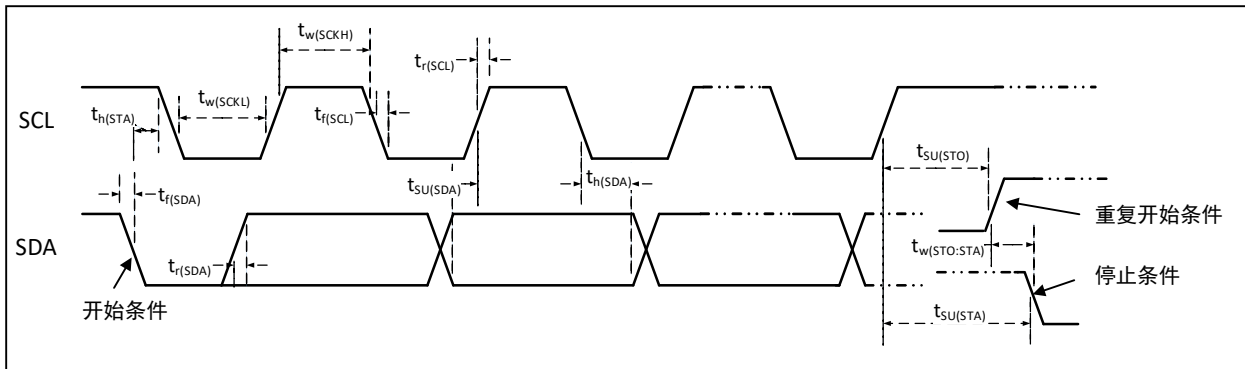 tw(SCKH)
tr(SCL)
tw(SCKL)
th(STA)
tf(SCL)
SCL
tSU(STO)
tSU(SDA)
th(SDA)
tf(SDA)
重复开始条件
SDA
tw(STO:STA)
tr(SDA)
停止条件
开始条件
tSU(STA)